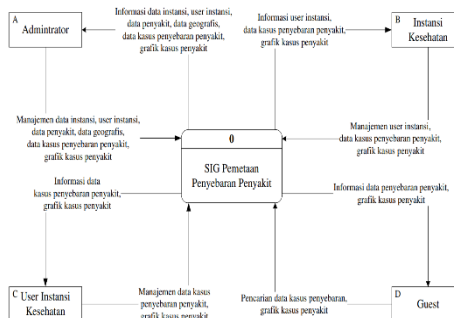 A
Admintrator
Informasi data instansi, user instansi,
data penyakit, data geografis,
data kasus penyebaran penyakit,
grafik kasus penyakit
Informasi user instansi,
data kasus penyebaran penyakit,
grafik kasus penyakit
B
Instansi
Kesehatan
Manajemen data instansi, user instansi,
data penyakit, data geografis,
data kasus penyebaran penyakit,
grafik kasus penyakit
0
SIG Pemetaan
Penyebaran Penyakit
Manajemen user instansi,
data kasus penyebaran penyakit,
grafik kasus penyakit
Informasi data
kasus penyebaran penyakit,
grafik kasus penyakit
Informasi data penyebaran penyakit,
grafik kasus penyakit
C
User Instansi
Kesehatan
Manajemen data kasus
penyebaran penyakit,
grafik kasus penyakit
Pencarian data kasus penyebaran,
grafik kasus penyakit
D
Guest